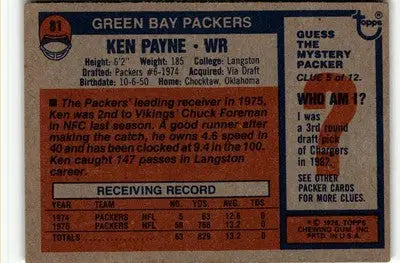 81
GREEN BAY PACKERS
KEN PAYNE • WR
Height: 6'2" Weight: 185 College: Langston
Drafted: Packers #6-1974 Acquired: Via Draft
Birthdate: 10-6-50 Home: Choctaw, Oklahoma
■ The Packers' leading receiver in 1975,
Ken was 2nd to Vikings' Chuck Foreman
in NFC last season. A good runner after
making the catch, he owns 4.6 speed in
40 and has been clocked at 9.4 in the 100.
Ken caught 147 passes in Langston
career.
RECEIVING RECORD
YEAR TEAM NO. YDS. AVG. TD
1974 PACKERS NFL 5 63 12.6 0
1975 PACKERS NFL 58 766 13.2 0
TOTALS 63 829 13.2 0
topps
GUESS
THE
MYSTERY
PACKER
CLUE 5 of 12.
WHO AM I?
I was
a 3rd round
draft pick
of Chargers
in 1967.
SEE OTHER
PACKER CARDS
FOR MORE CLUES.
© 1976, TOPPS
CHEWING GUM, INC.
PRTD. IN U.S.A.